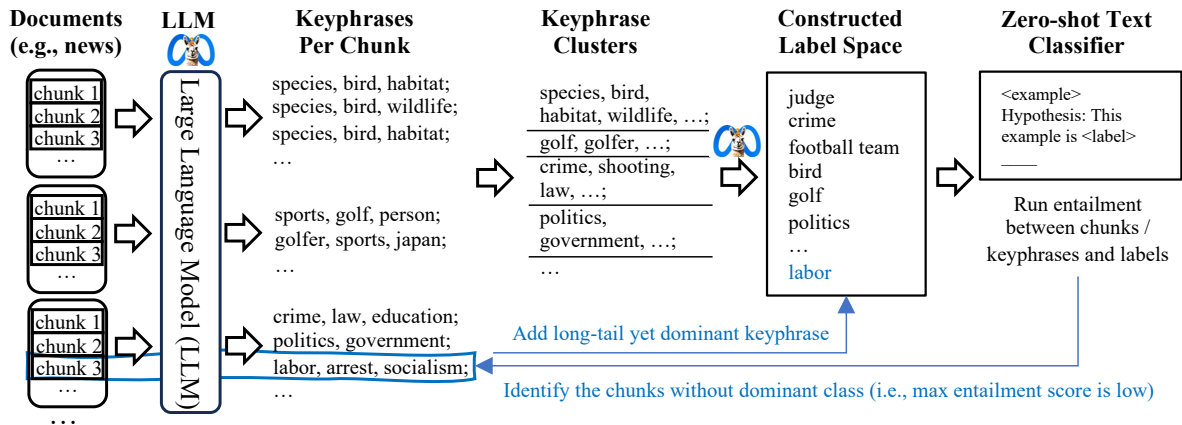 Documents
(e.g., news)
LLM
Keyphrases
Per Chunk
Keyphrase
Clusters
Constructed
Label Space
Zero-shot Text
Classifier
chunk 1
chunk 2
chunk 3
…
chunk 1
chunk 2
chunk 3
…
chunk 1
chunk 2
chunk 3
…
…
Large Language Model (LLM)
species, bird, habitat;
species, bird, wildlife;
species, bird, habitat;
…
sports, golf, person;
golfer, sports, japan;
…
crime, law, education;
politics, government;
labor, arrest, socialism;
…
species, bird,
habitat, wildlife, …;
golf, golfer, …;
crime, shooting,
law, …;
politics,
government, …;
…
judge
crime
football team
bird
golf
politics
…
labor
<example>
Hypothesis: This
example is <label>
Run entailment
between chunks /
keyphrases and labels
Add long-tail yet dominant keyphrase
Identify the chunks without dominant class (i.e., max entailment score is low)